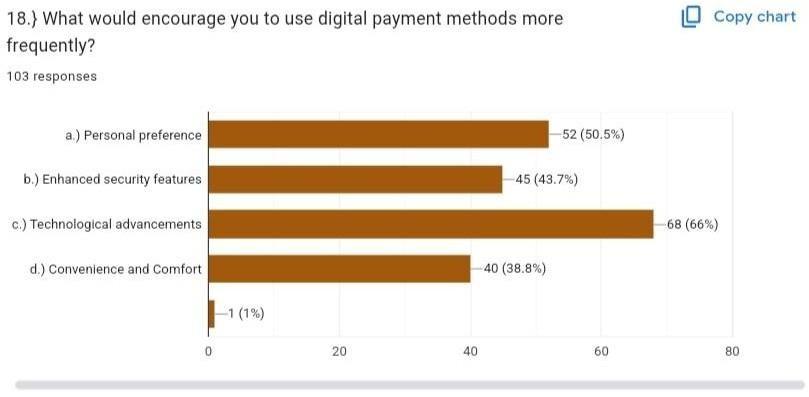 18.} What would encourage you to use digital payment methods more
frequently?
Copy chart
103 responses
a.) Personal preference
52 (50.5%)
b.) Enhanced security features
45 (43.7%)
c.) Technological advancements
68 (66%)
d.) Convenience and Comfort
40 (38.8%)
1 (1%)
0 20 40 60 80